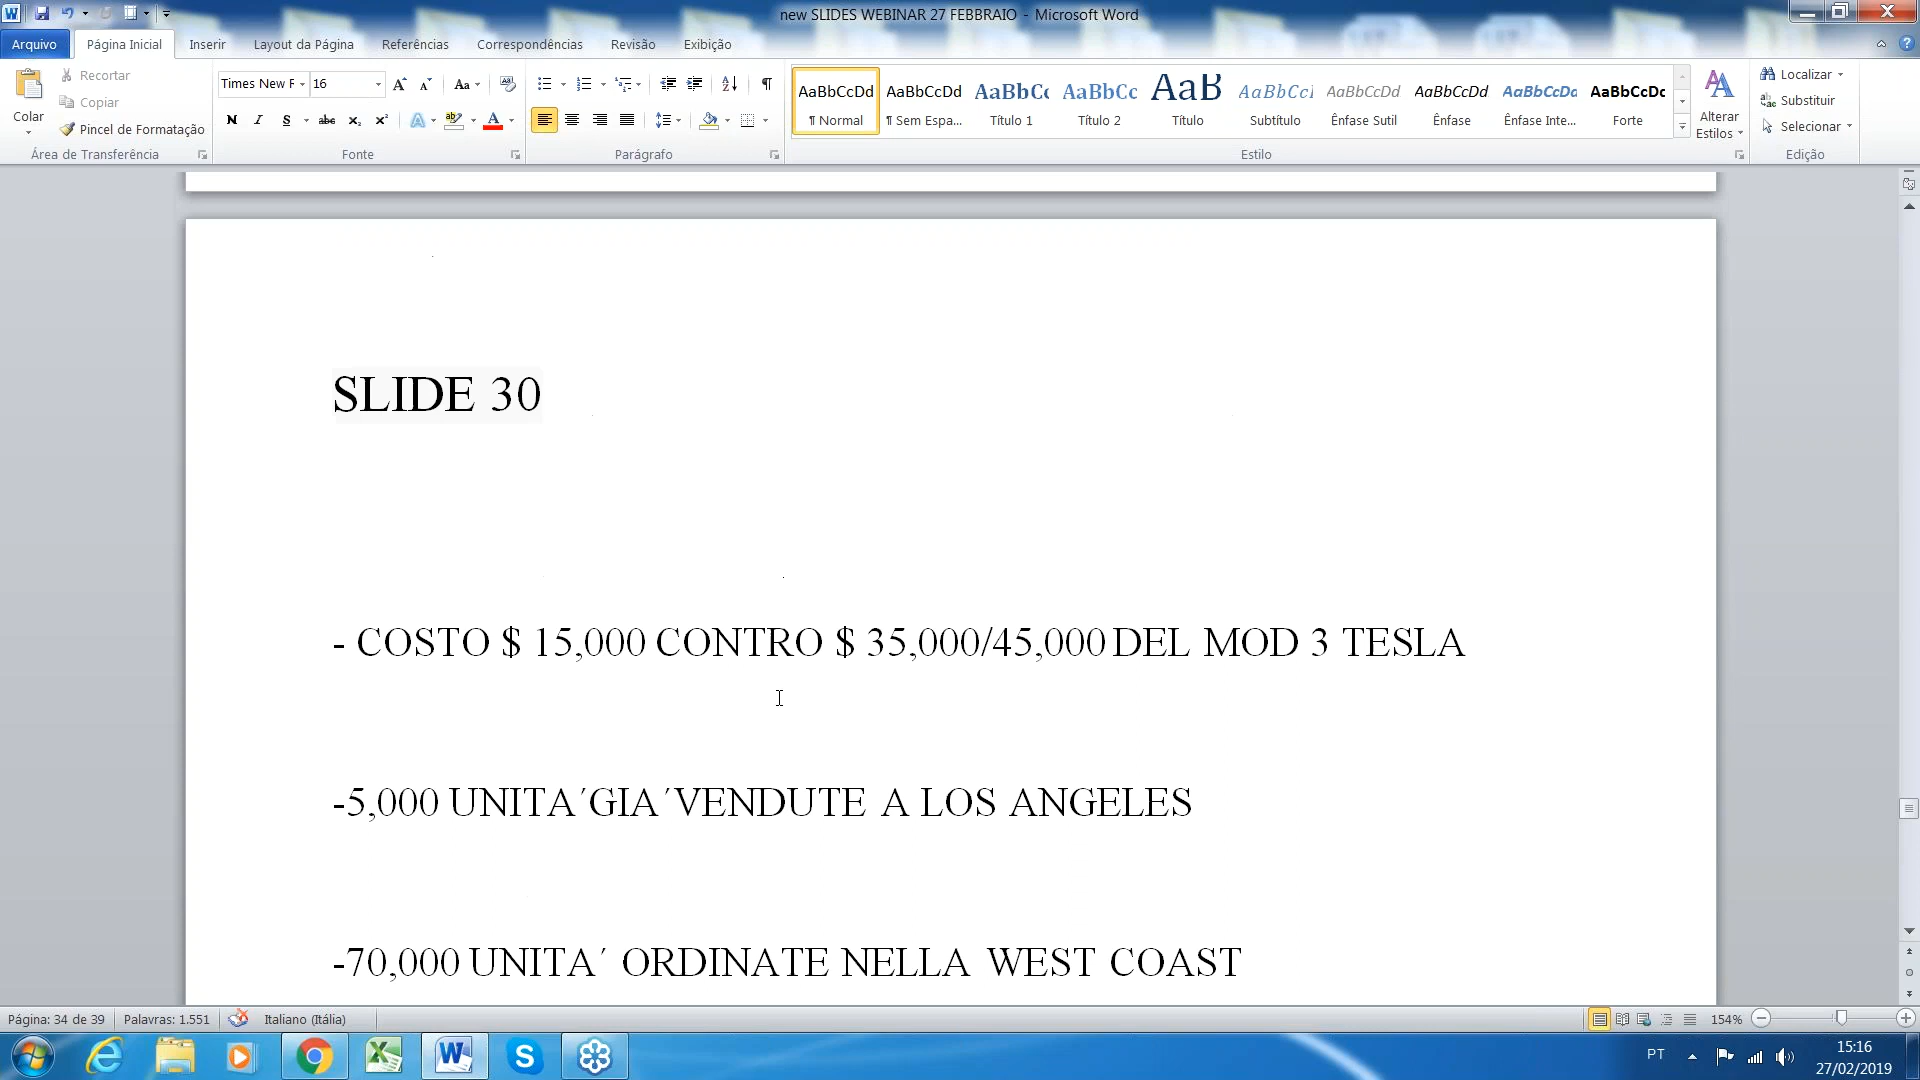 new SLIDES WEBINAR 27 FEBBRAIO - Microsoft Word
Arquivo Página Inicial Inserir Layout da Página Referências Correspondências Revisão Exibição
Colar
Recortar
Copiar
Pincel de Formatação
Área de Transferência
Times New F 16
Fonte
Parágrafo
AaBbCcDd AaBbCcDd AaBbCc AaBbCc AaB AaBbCcI AaBbCcDd AaBbCcDd AaBbCcDd AaBbCcDc
¶ Normal ¶ Sem Espa... Título 1 Título 2 Título Subtítulo Ênfase Sutil Ênfase Ênfase Inte... Forte
Estilo
Alterar Estilos
Localizar
Substituir
Selecionar
Edição
SLIDE 30
- COSTO $ 15,000 CONTRO $ 35,000/45,000 DEL MOD 3 TESLA
-5,000 UNITA´GIA´VENDUTE A LOS ANGELES
-70,000 UNITA´ ORDINATE NELLA WEST COAST
Página: 34 de 39 Palavras: 1.551 Italiano (Itália) 154%
PT 15:16
27/02/2019